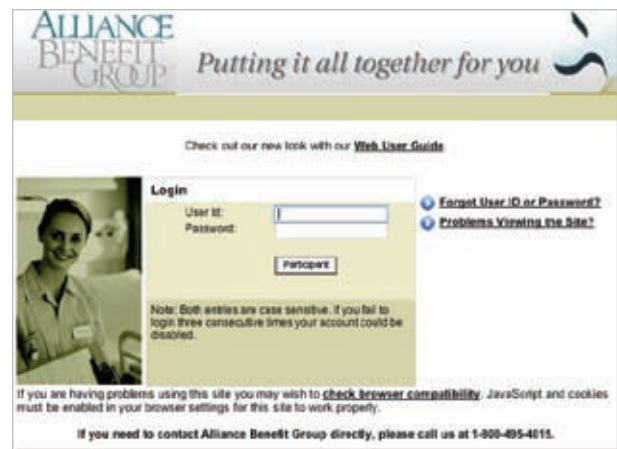 ALLIANCE
BENEFIT
GROUP
Putting it all together for you
Check out our new look with our Web User Guide
Login
User Id:
Password:
Participant
Forgot User ID or Password?
Problems Viewing the Site?
Note: Both entries are case sensitive. If you fail to
login three consecutive times your account could be
disabled.
If you are having problems using this site you may wish to check browser compatibility. JavaScript and cookies
must be enabled in your browser settings for this site to work properly.
If you need to contact Alliance Benefit Group directly, please call us at 1-800-495-4015.